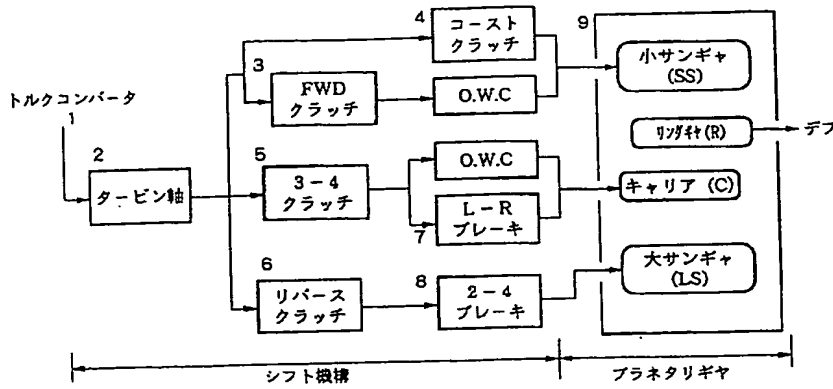 4
コースト
クラッチ
9
小サンギャ
(SS)
3
FWD
クラッチ
O.W.C
トルクコンバータ
1
リングギャ(R)
デフ
2
タービン軸
5
3-4
クラッチ
O.W.C
キャリア (C)
7
L-R
ブレーキ
6
リバース
クラッチ
8
2-4
ブレーキ
大サンギャ
(LS)
シフト機構
プラネタリギヤ